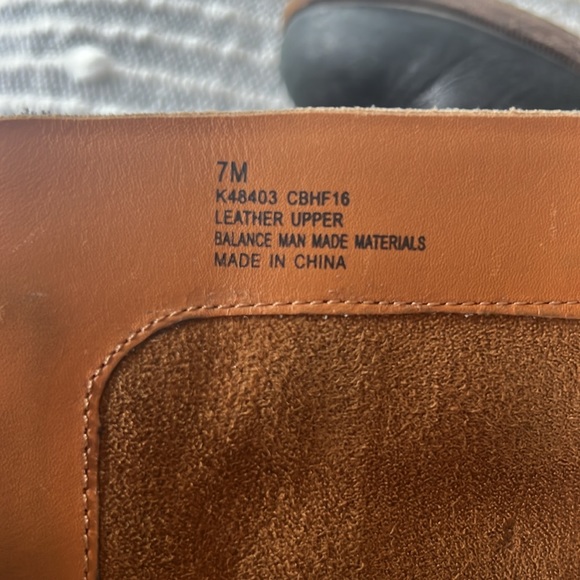 7M
K48403 CBHF16
LEATHER UPPER
BALANCE MAN MADE MATERIALS
MADE IN CHINA